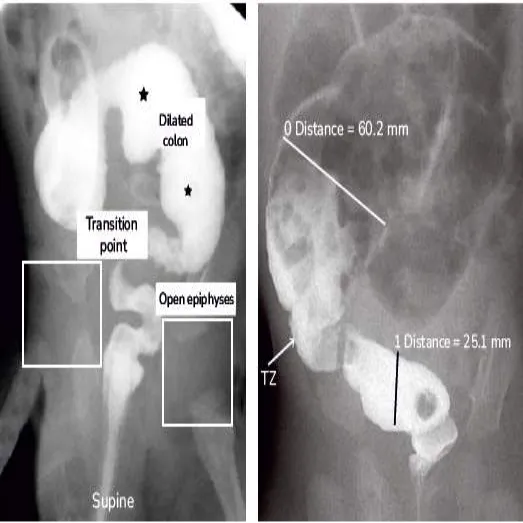 Dilated
colon
Transition
point
Open epiphyses
Supine
0 Distance = 60.2 mm
1 Distance = 25.1 mm
TZ